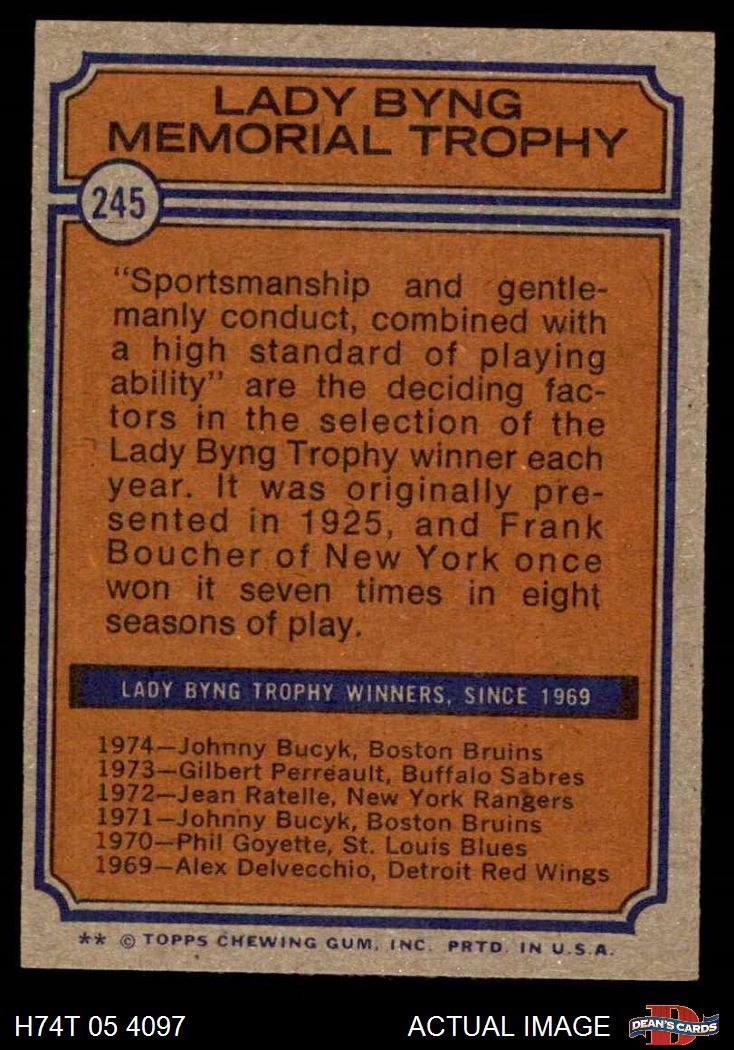 LADY BYNG
MEMORIAL TROPHY
245
"Sportsmanship and gentle-
manly conduct, combined with
a high standard of playing
ability" are the deciding fac-
tors in the selection of the
Lady Byng Trophy winner each
year. It was originally pre-
sented in 1925, and Frank
Boucher of New York once
won it seven times in eight
seasons of play.
LADY BYNG TROPHY WINNERS, SINCE 1969
1974—Johnny Bucyk, Boston Bruins
1973—Gilbert Perreault, Buffalo Sabres
1972—Jean Ratelle, New York Rangers
1971—Johnny Bucyk, Boston Bruins
1970—Phil Goyette, St. Louis Blues
1969—Alex Delvecchio, Detroit Red Wings
** © TOPPS CHEWING GUM, INC. PRTD. IN U.S.A.
H74T 05 4097 ACTUAL IMAGE
D
DEAN'S CARDS